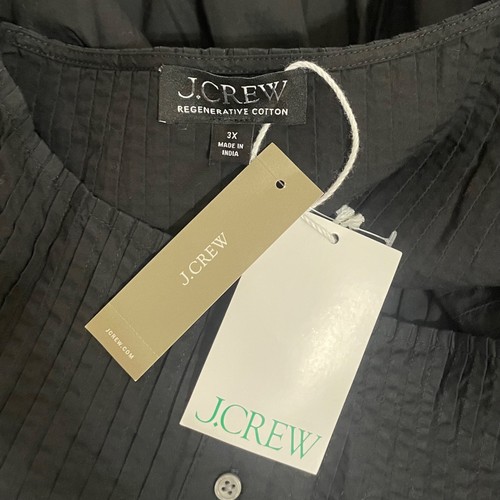 J.CREW
REGENERATIVE COTTON
3X
MADE IN
INDIA
J.CREW
JCREW.COM
J.CREW